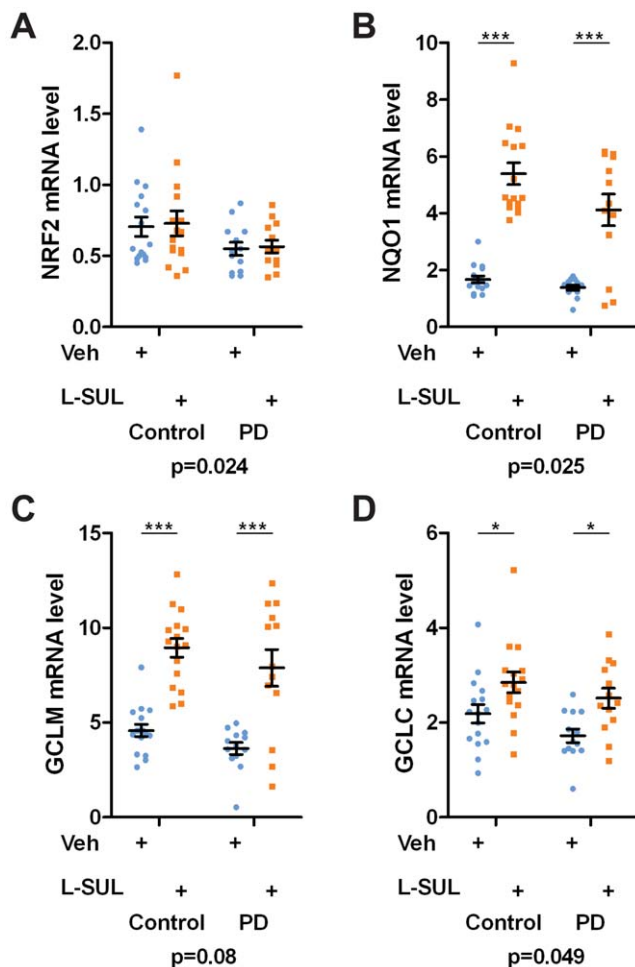 A
B
NRF2 mRNA level
2.0
1.5
1.0
0.5
0.0
NQO1 mRNA level
10
8
6
4
2
0
*** ***
Veh + +
L-SUL + +
Control PD
p=0.024
Veh + +
L-SUL + +
Control PD
p=0.025
C
D
GCLM mRNA level
15
10
5
0
*** ***
GCLC mRNA level
6
4
2
0
* *
Veh + +
L-SUL + +
Control PD
p=0.08
Veh + +
L-SUL + +
Control PD
p=0.049